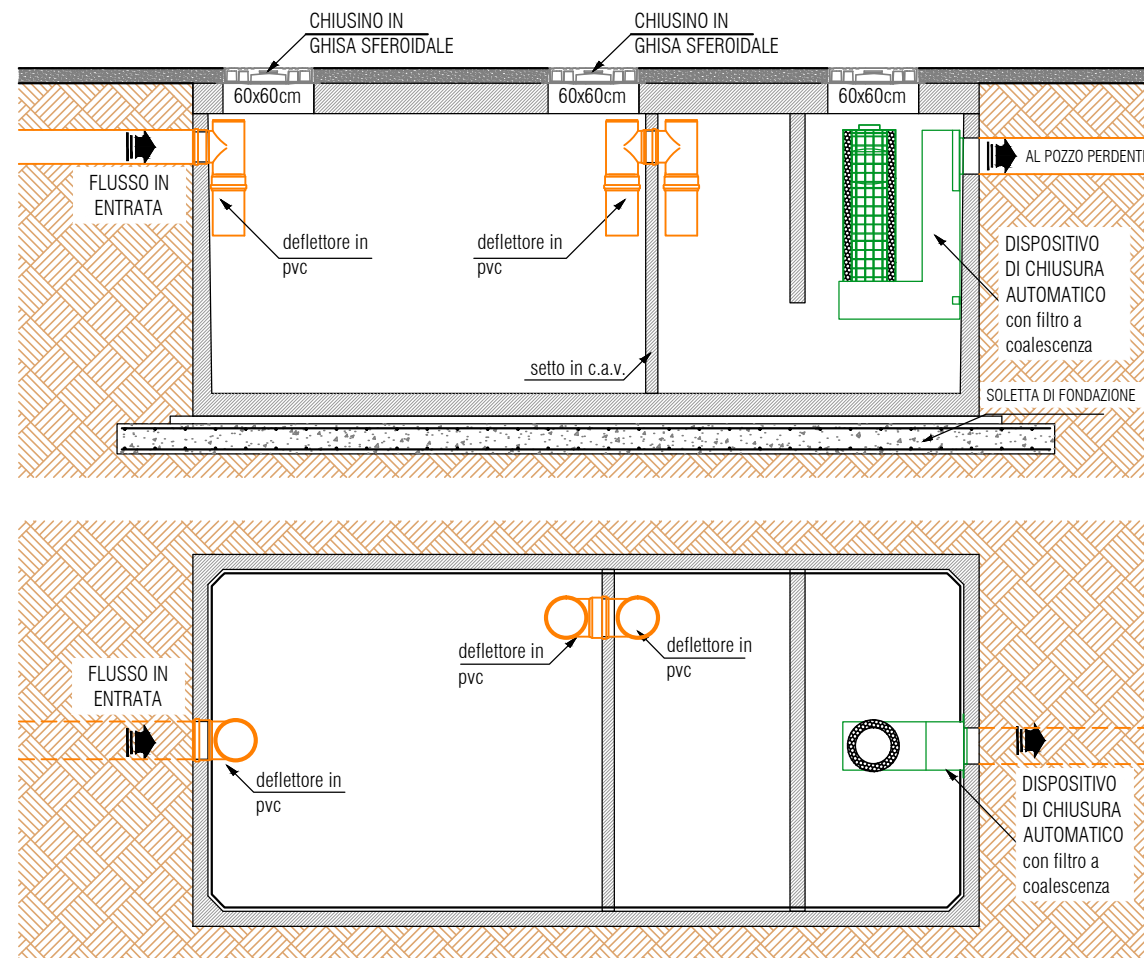 CHIUSINO IN
GHISA SFEROIDALE
CHIUSINO IN
GHISA SFEROIDALE
60x60cm
60x60cm
60x60cm
FLUSSO IN
ENTRATA
AL POZZO PERDENTE
deflettore in
pvc
deflettore in
pvc
DISPOSITIVO
DI CHIUSURA
AUTOMATICO
con filtro a
coalescenza
setto in c.a.v.
SOLETTA DI FONDAZIONE
deflettore in
pvc
deflettore in
pvc
FLUSSO IN
ENTRATA
deflettore in
pvc
DISPOSITIVO
DI CHIUSURA
AUTOMATICO
con filtro a
coalescenza